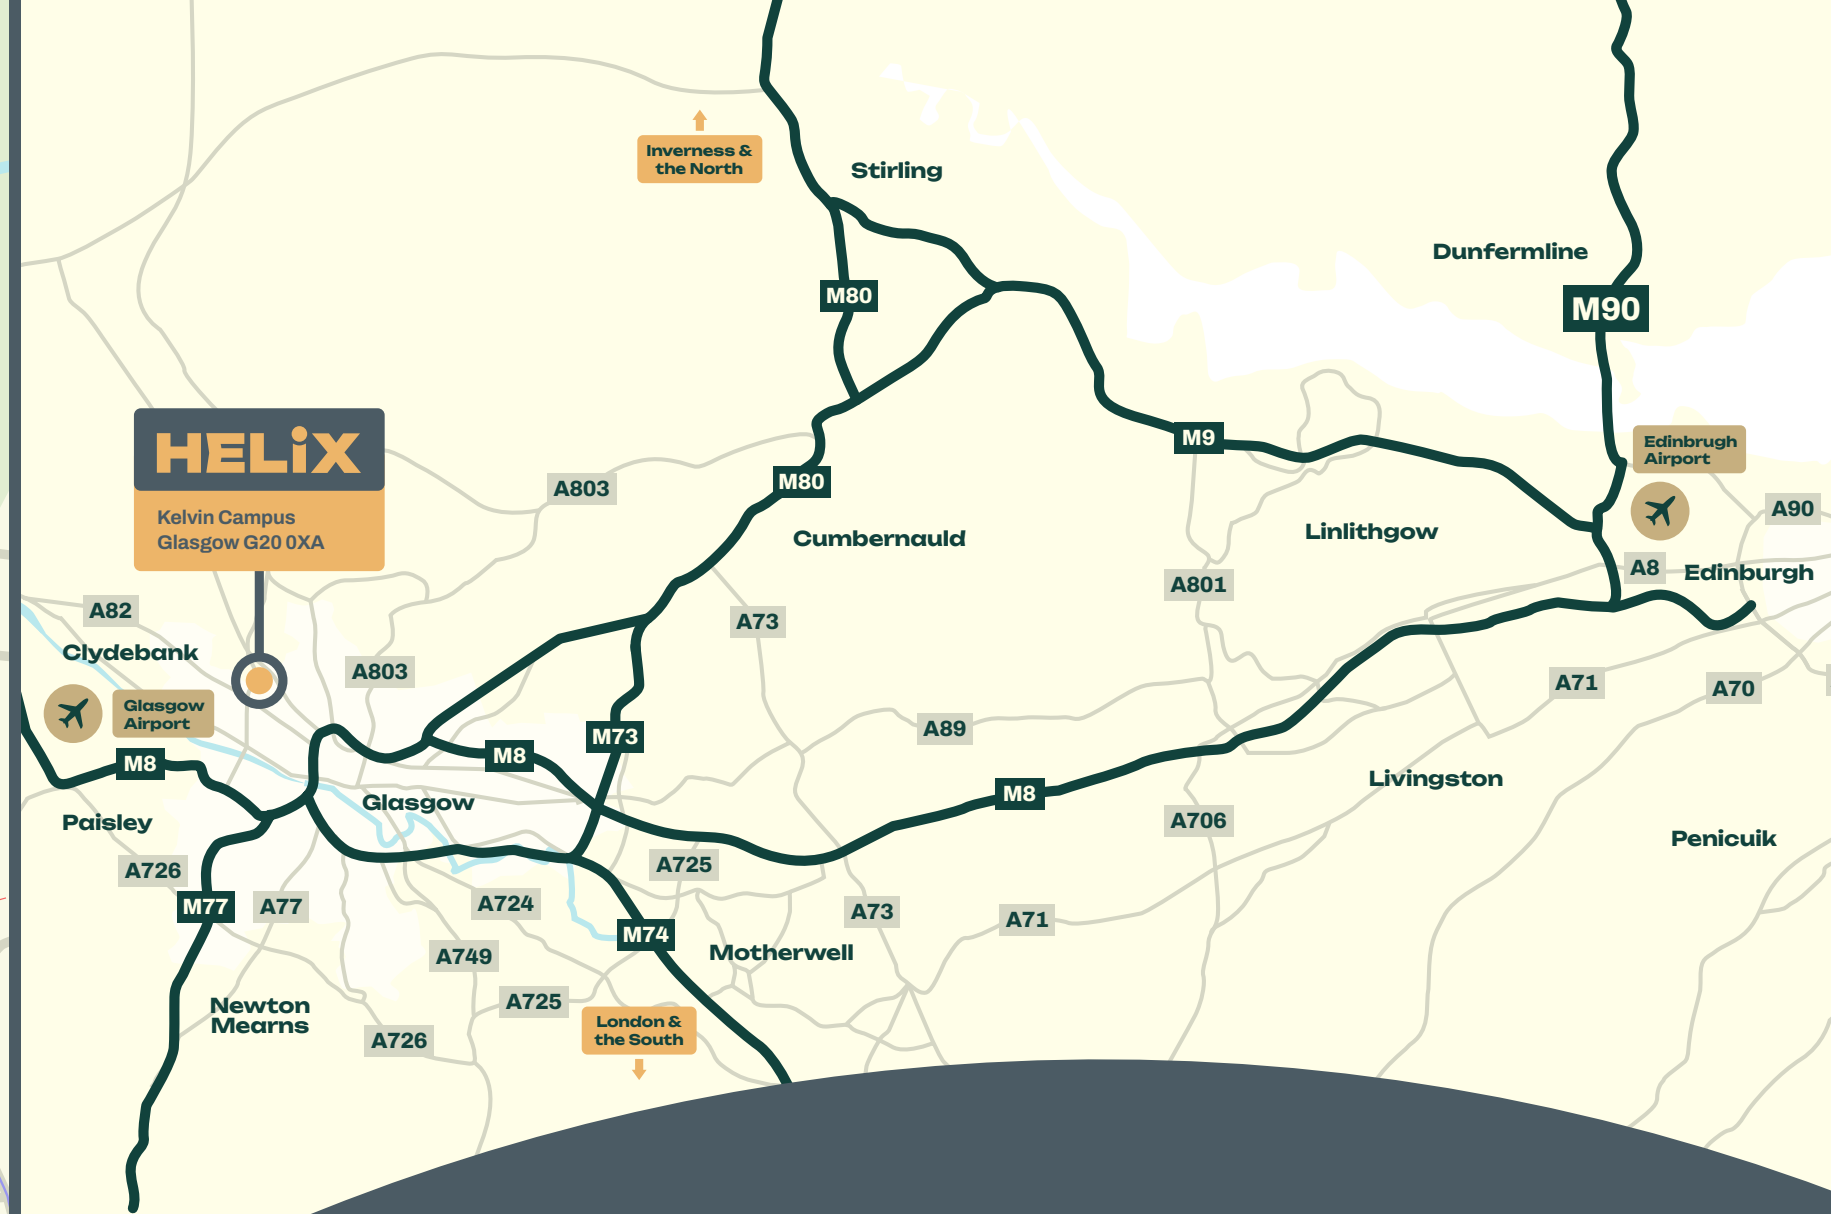 Inverness &
the North
Stirling
Dunfermline
M80
M90
HELiX
Kelvin Campus
Glasgow G20 0XA
M9
Edinbrugh
Airport
A803
M80
A90
Cumbernauld
Linlithgow
A8
Edinburgh
A801
A82
A73
Clydebank
A803
A71
A70
Glasgow
Airport
A89
M73
M8
M8
Livingston
M8
Glasgow
Paisley
A706
Penicuik
A726
A725
M77
A77
A724
A73
A71
M74
A749
Motherwell
A725
Newton
Mearns
London &
the South
A726